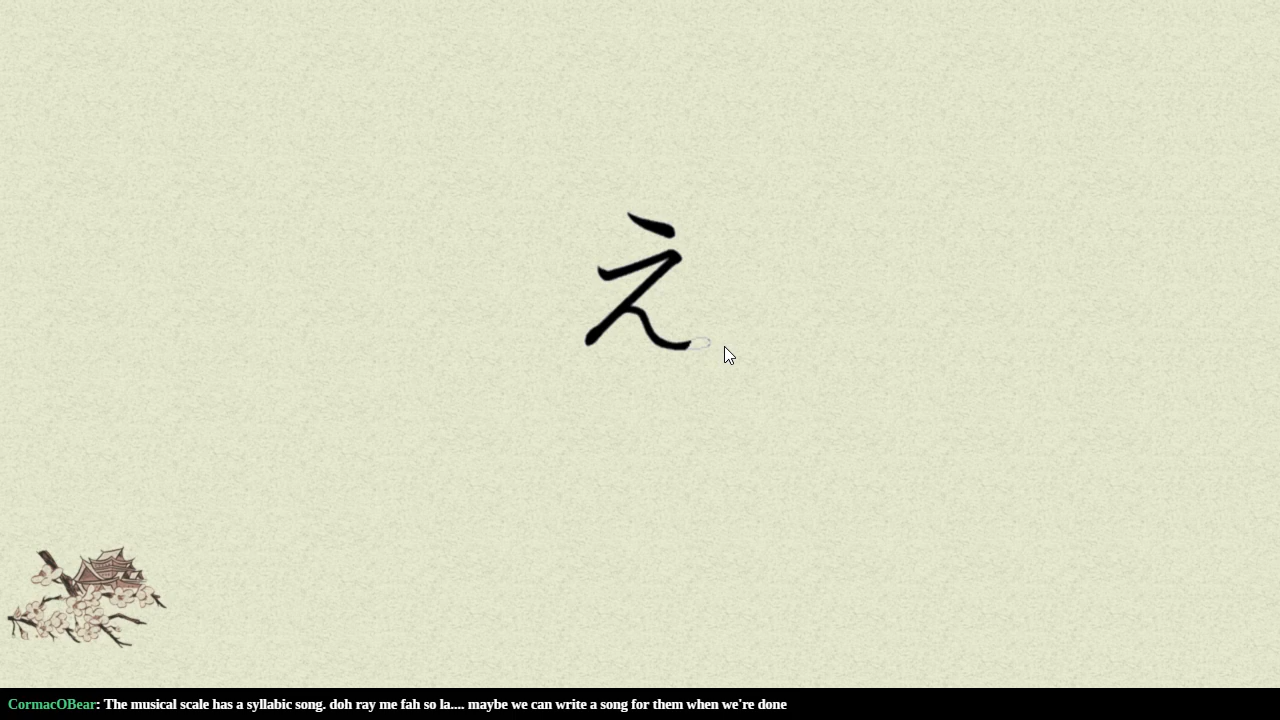 え
CormacOBear: The musical scale has a syllabic song. doh ray me fah so la.... maybe we can write a song for them when we're done